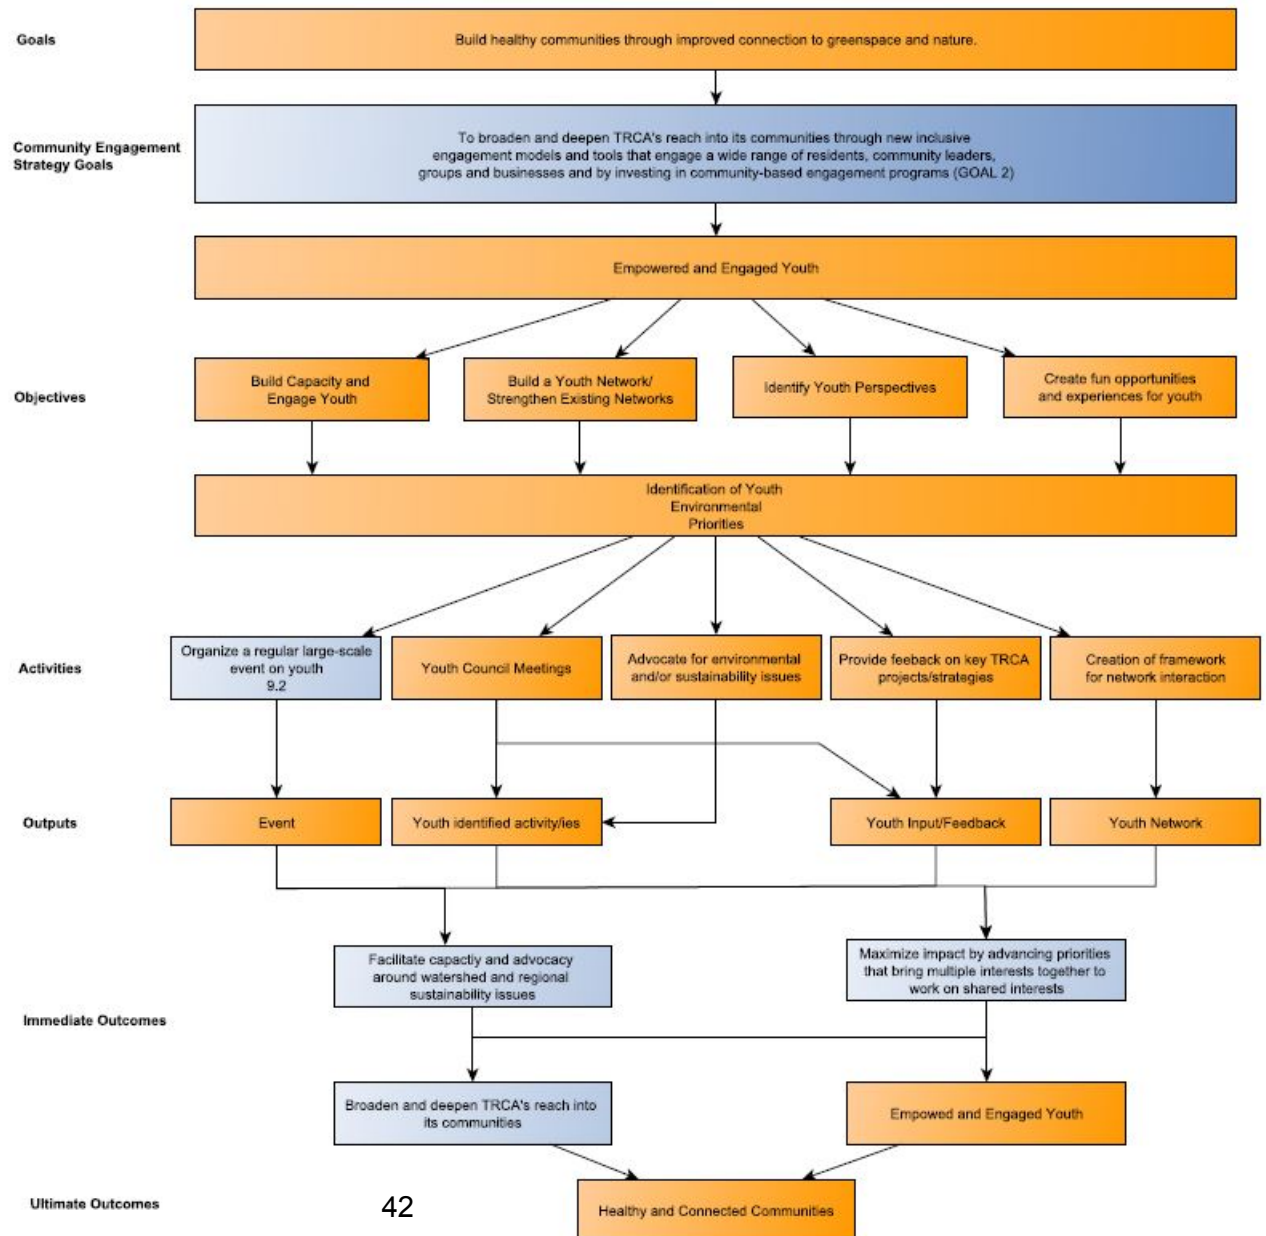 Goals
Build healthy communities through improved connection to greenspace and nature.
Community Engagement
Strategy Goals
To broaden and deepen TRCA's reach into its communities through new inclusive
engagement models and tools that engage a wide range of residents, community leaders,
groups and businesses and by investing in community-based engagement programs (GOAL 2)
Empowered and Engaged Youth
Objectives
Build Capacity and
Engage Youth
Build a Youth Network/
Strengthen Existing Networks
Identify Youth Perspectives
Create fun opportunities
and experiences for youth
Identification of Youth
Environmental
Priorities
Activities
Organize a regular large-scale
event on youth
9.2
Youth Council Meetings
Advocate for environmental
and/or sustainability issues
Provide feeback on key TRCA
projects/strategies
Creation of framework
for network interaction
Outputs
Event
Youth identified activity/ies
Youth Input/Feedback
Youth Network
Immediate Outcomes
Facilitate capactiy and advocacy
around watershed and regional
sustainability issues
Maximize impact by advancing priorities
that bring multiple interests together to
work on shared interests
Broaden and deepen TRCA's reach into
its communities
Empowed and Engaged Youth
Ultimate Outcomes
42
Healthy and Connected Communities